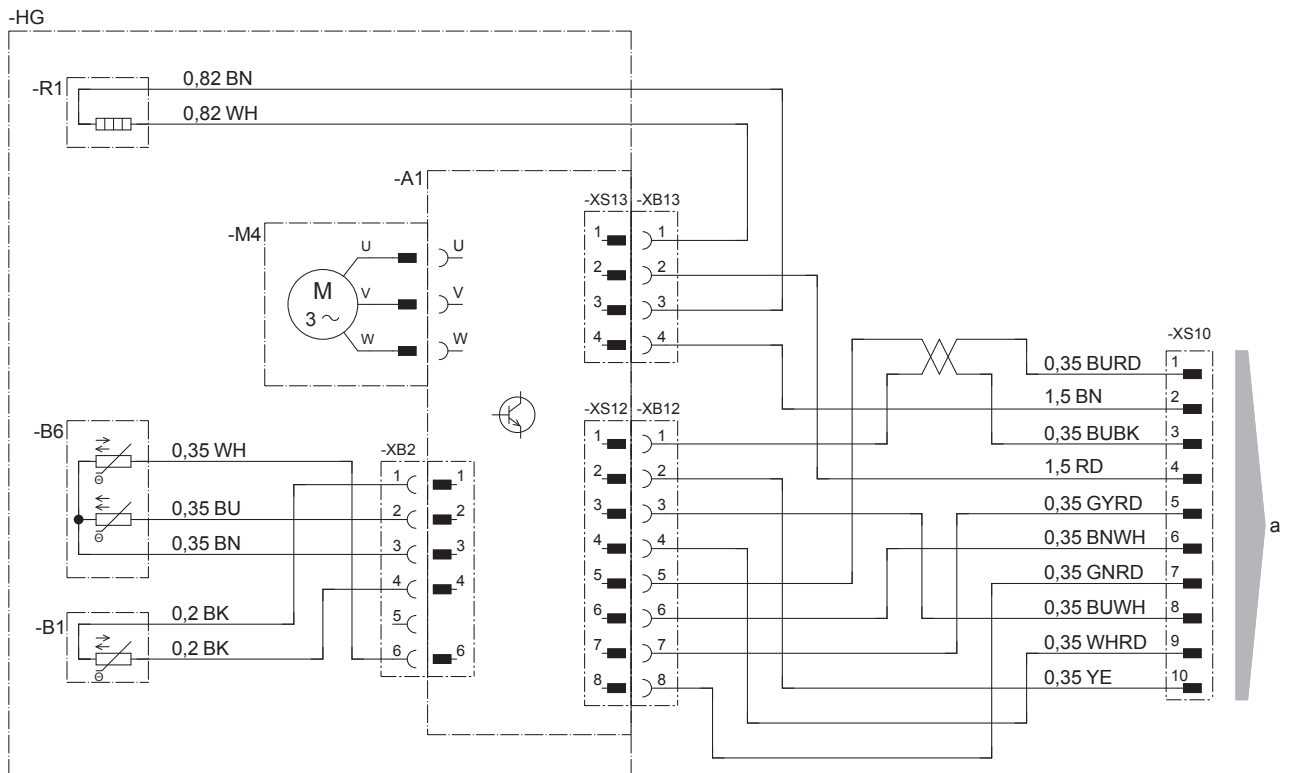 -HG
-R1
0,82 BN
0,82 WH
-A1
-XS13 -XB13
1 1
2 2
3 3
4 4
-M4
M
3
U U
V V
W W
-XS10
1
0,35 BURD
2
1,5 BN
3
0,35 BUBK
4
1,5 RD
5
0,35 GYRD
6
0,35 BNWH
7
0,35 GNRD
8
0,35 BUWH
9
0,35 WHRD
10
0,35 YE
a
-XS12 -XB12
1 1
2 2
3 3
4 4
5 5
6 6
7 7
8 8
-B6
0,35 WH
0,35 BU
0,35 BN
Θ
Θ
-XB2
1 1
2 2
3 3
4 4
5
6 6
-B1
0,2 BK
0,2 BK
Θ